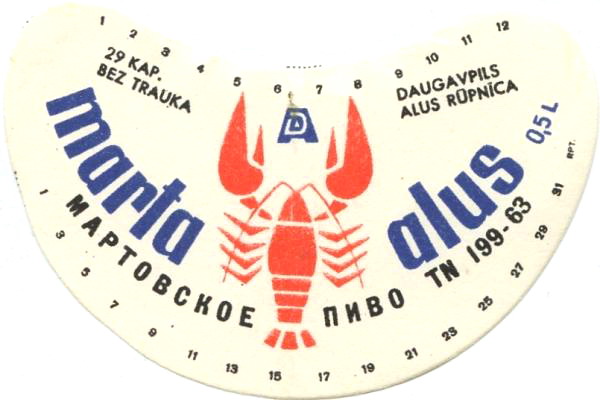 1 2 3 4 5 6 7 8 9 10 11 12
29 KAP.
BEZ TRAUKA
DAUGAVPILS
ALUS RŪPNĪCA
DA
marta alus 0,5 L
МАРТОВСКОЕ ПИВО TN 199-63
RPT.
1 3 5 7 9 11 13 15 17 19 21 23 25 27 29 31